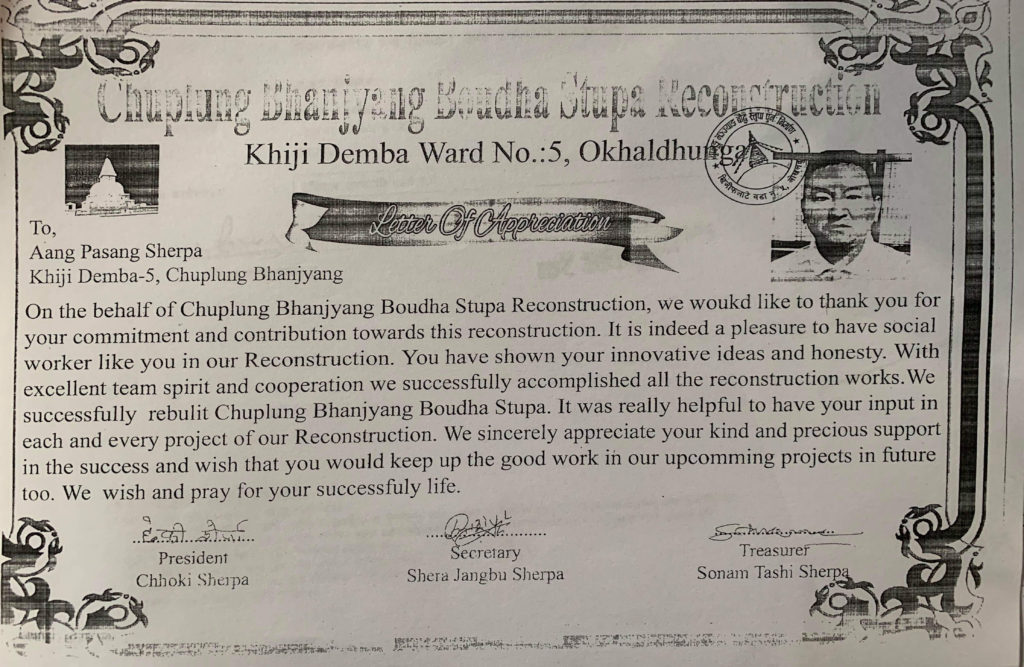 Chuplung Bhanjyang Boudha Stupa Reconstruction
Khiji Demba Ward No.:5, Okhaldhunga
Letter Of Appreciation
To,
Aang Pasang Sherpa
Khiji Demba-5, Chuplung Bhanjyang
On the behalf of Chuplung Bhanjyang Boudha Stupa Reconstruction, we woukd like to thank you for
your commitment and contribution towards this reconstruction. It is indeed a pleasure to have social
worker like you in our Reconstruction. You have shown your innovative ideas and honesty. With
excellent team spirit and cooperation we successfully accomplished all the reconstruction works.We
successfully rebulit Chuplung Bhanjyang Boudha Stupa. It was really helpful to have your input in
each and every project of our Reconstruction. We sincerely appreciate your kind and precious support
in the success and wish that you would keep up the good work in our upcomming projects in future
too. We wish and pray for your successfuly life.
President
Chhoki Sherpa
Secretary
Shera Jangbu Sherpa
Treasurer
Sonam Tashi Sherpa